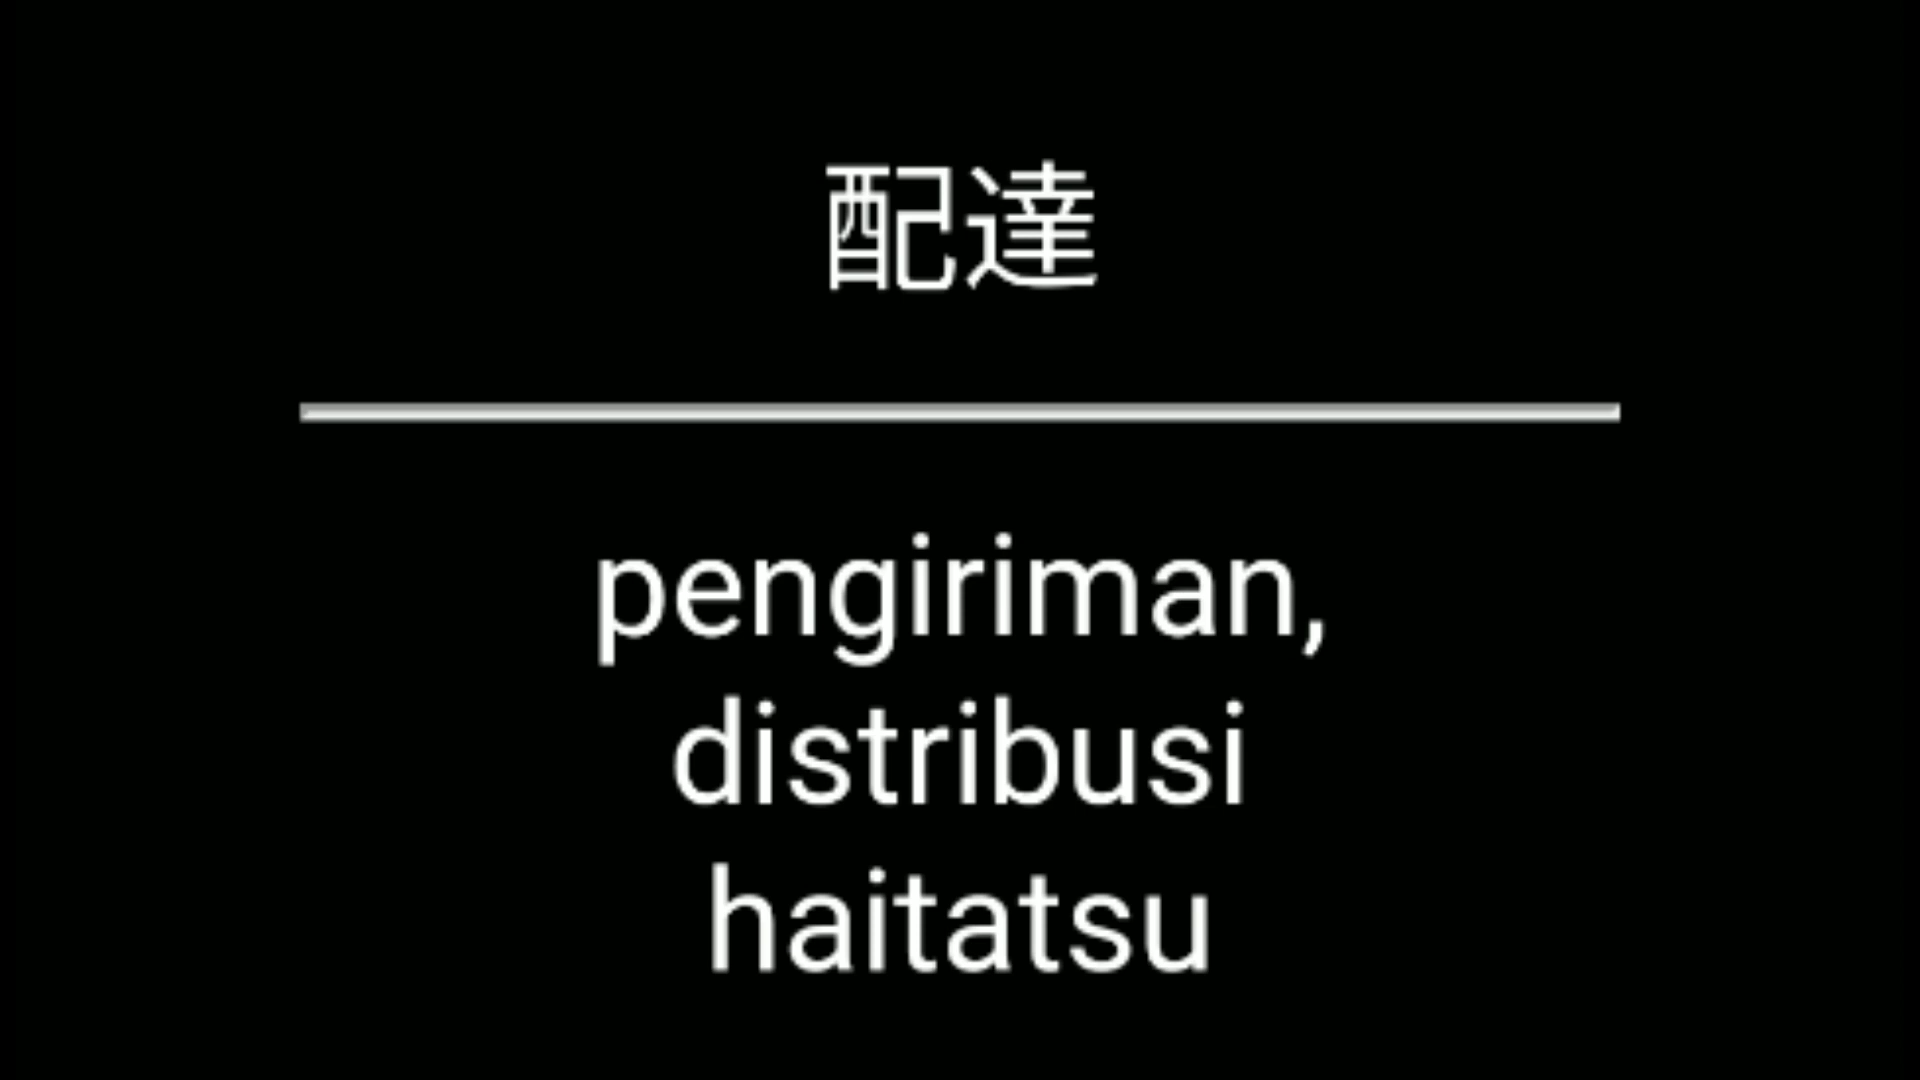 配達
pengiriman,
distribusi
haitatsu